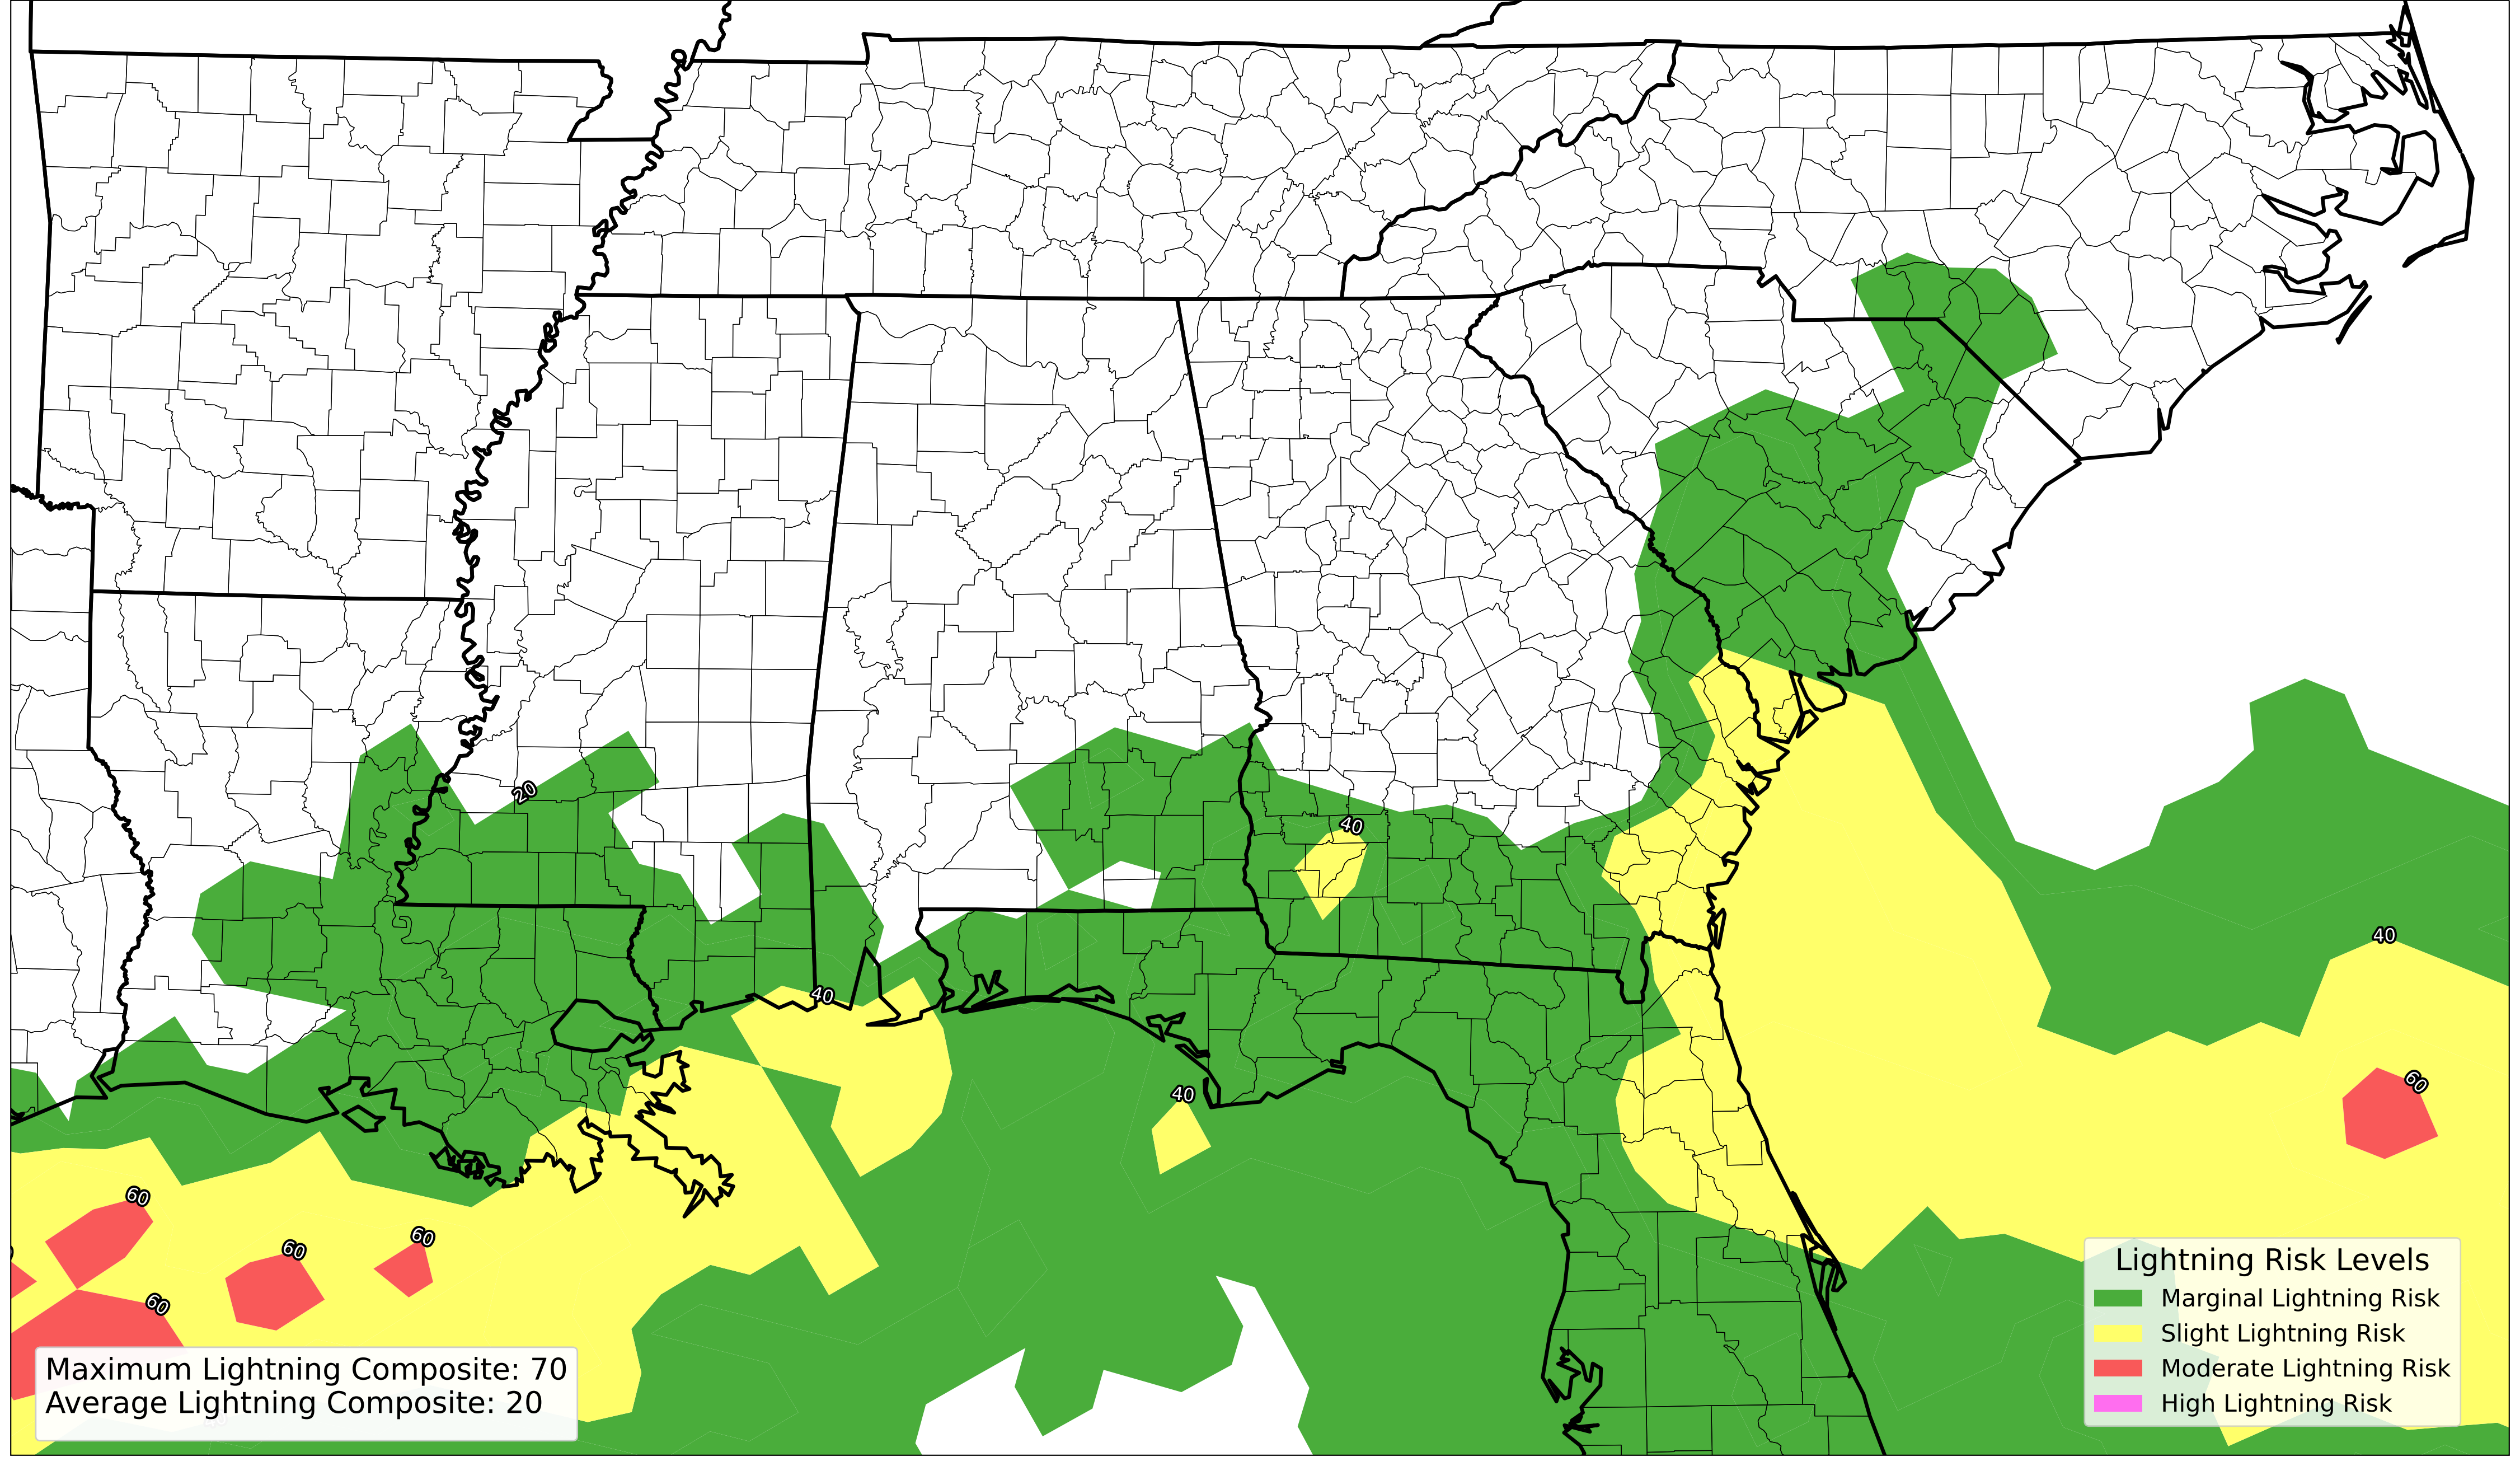 20
40
40
40
40
60
60
60
60
60
Maximum Lightning Composite: 70
Average Lightning Composite: 20
Lightning Risk Levels
Marginal Lightning Risk
Slight Lightning Risk
Moderate Lightning Risk
High Lightning Risk